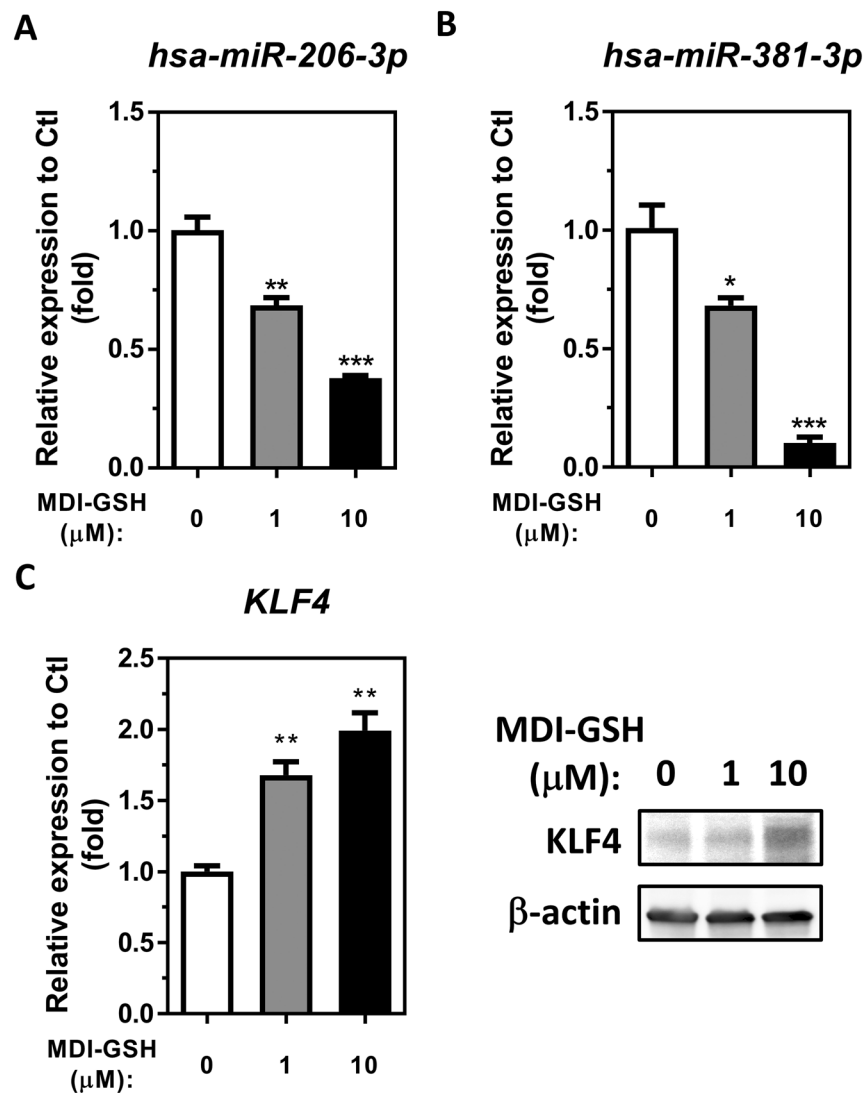 A
hsa-miR-206-3p
Relative expression to Ctl
(fold)
1.5
1.0
0.5
0.0
**
***
MDI-GSH
(μM):
0 1 10
B
hsa-miR-381-3p
Relative expression to Ctl
(fold)
1.5
1.0
0.5
0.0
*
***
MDI-GSH
(μM):
0 1 10
C
KLF4
Relative expression to Ctl
(fold)
2.5
2.0
1.5
1.0
0.5
0.0
**
**
MDI-GSH
(μM):
0 1 10
MDI-GSH
(μM): 0 1 10
KLF4
β-actin